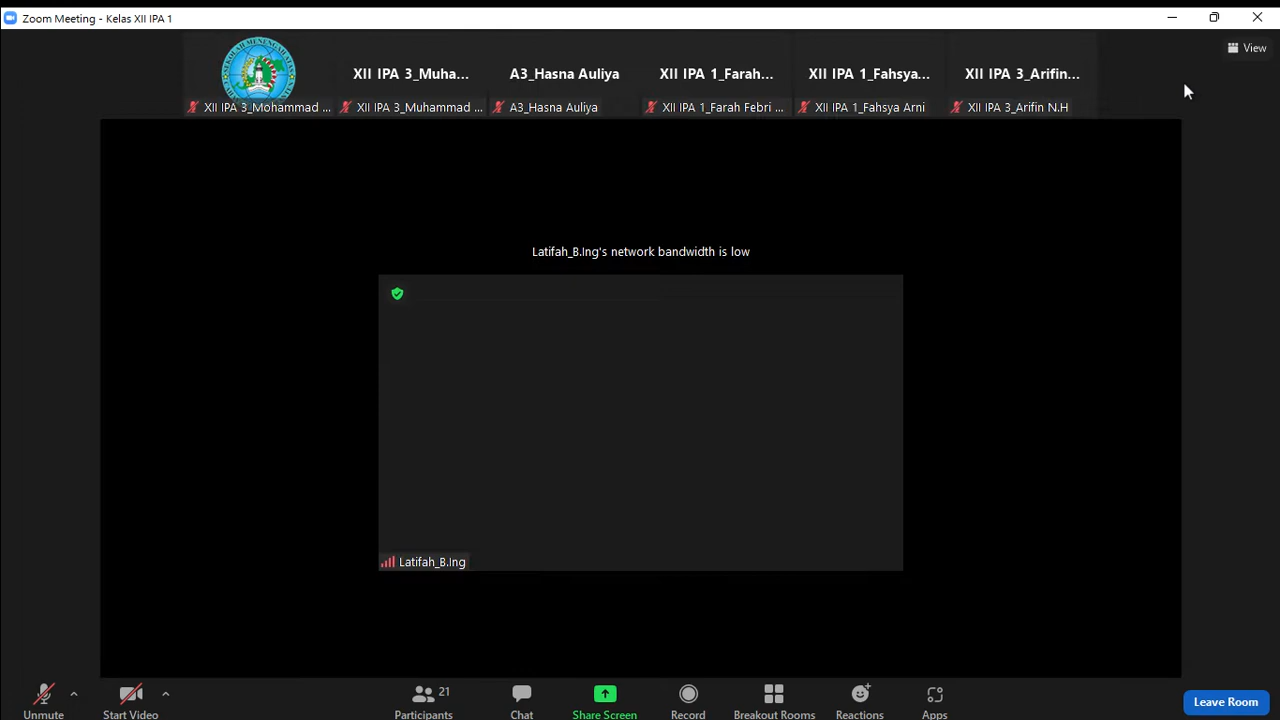 Zoom Meeting - Kelas XII IPA 1
View
XII IPA 3_Muha...
A3_Hasna Auliya
XII IPA 1_Farah...
XII IPA 1_Fahsya...
XII IPA 3_Arifin...
XII IPA 3_Mohammad ...
XII IPA 3_Muhammad ...
A3_Hasna Auliya
XII IPA 1_Farah Febri ...
XII IPA 1_Fahsya Arni
XII IPA 3_Arifin N.H
Latifah_B.Ing's network bandwidth is low
Latifah_B.Ing
Unmute
Start Video
21
Participants
Chat
Share Screen
Record
Breakout Rooms
Reactions
Apps
Leave Room